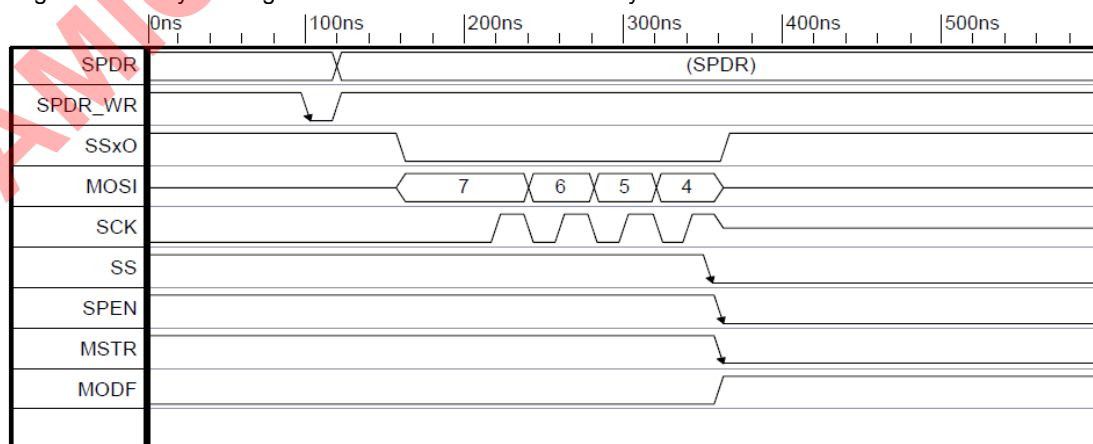 0ns 100ns 200ns 300ns 400ns 500ns
SPDR (SPDR)
SPDR_WR
SSxO
MOSI 7 6 5 4
SCK
SS
SPEN
MSTR
MODF